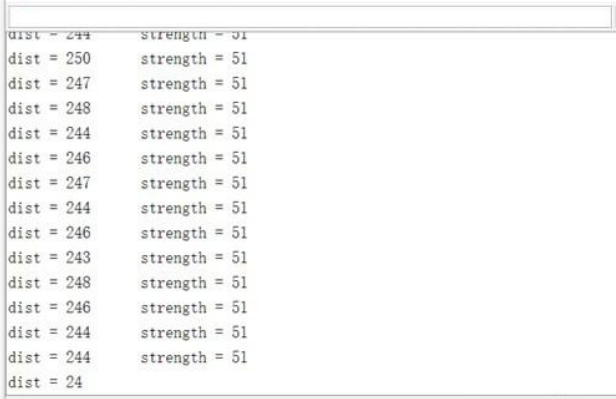 dist = 244 strength = 51
dist = 250 strength = 51
dist = 247 strength = 51
dist = 248 strength = 51
dist = 244 strength = 51
dist = 246 strength = 51
dist = 247 strength = 51
dist = 244 strength = 51
dist = 246 strength = 51
dist = 243 strength = 51
dist = 248 strength = 51
dist = 246 strength = 51
dist = 244 strength = 51
dist = 244 strength = 51
dist = 24